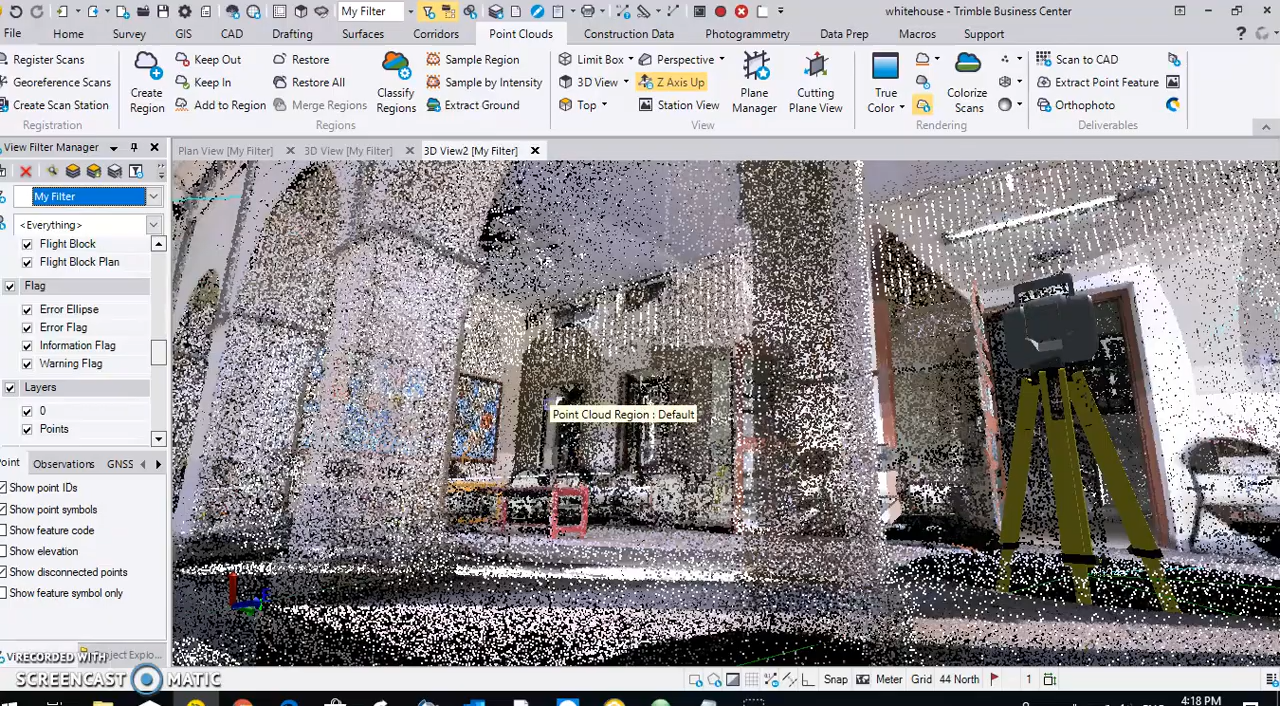 My Filter
whitehouse - Trimble Business Center
File Home Survey GIS CAD Drafting Surfaces Corridors Point Clouds Construction Data Photogrammetry Data Prep Macros Support
Register Scans
Georeference Scans
Create Scan Station
Registration
Create Region
Keep Out
Keep In
Add to Region
Restore
Restore All
Merge Regions
Classify Regions
Sample Region
Sample by Intensity
Extract Ground
Regions
Limit Box
3D View
Top
Perspective
Z Axis Up
Station View
Plane Manager
Cutting Plane View
View
True Color
Colorize Scans
Rendering
Scan to CAD
Extract Point Feature
Orthophoto
Deliverables
View Filter Manager
Plan View [My Filter] 3D View [My Filter] 3D View2 [My Filter]
My Filter
<Everything>
Flight Block
Flight Block Plan
Flag
Error Ellipse
Error Flag
Information Flag
Warning Flag
Layers
0
Points
Point Cloud Region : Default
Observations GNSS
Show point IDs
Show point symbols
Show feature code
Show elevation
Show disconnected points
Show feature symbol only
RECORDED WITH
SCREENCAST MATIC
Snap Meter Grid 44 North 1
4:18 PM